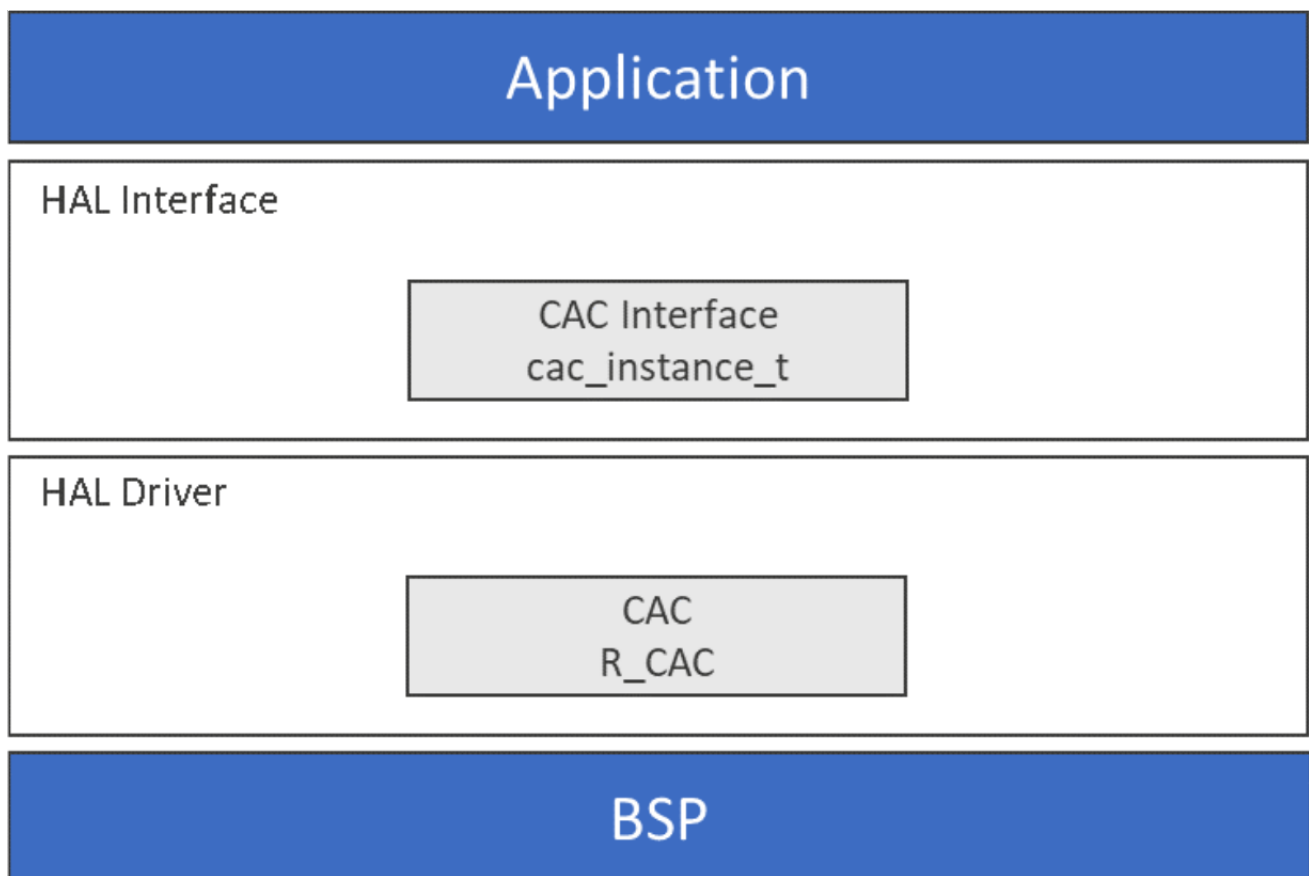 Application
HAL Interface
CAC Interface
cac_instance_t
HAL Driver
CAC
R_CAC
BSP